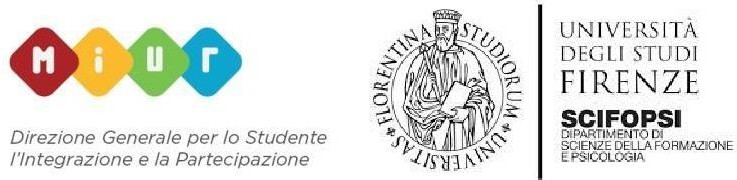 MiUr
Direzione Generale per lo Studente
l'Integrazione e la Partecipazione
FLORENTINA STUDIORUM UNIVERSITAS
UNIVERSITÀ
DEGLI STUDI
FIRENZE
SCIFOPSI
DIPARTIMENTO DI
SCIENZE DELLA FORMAZIONE
E PSICOLOGIA